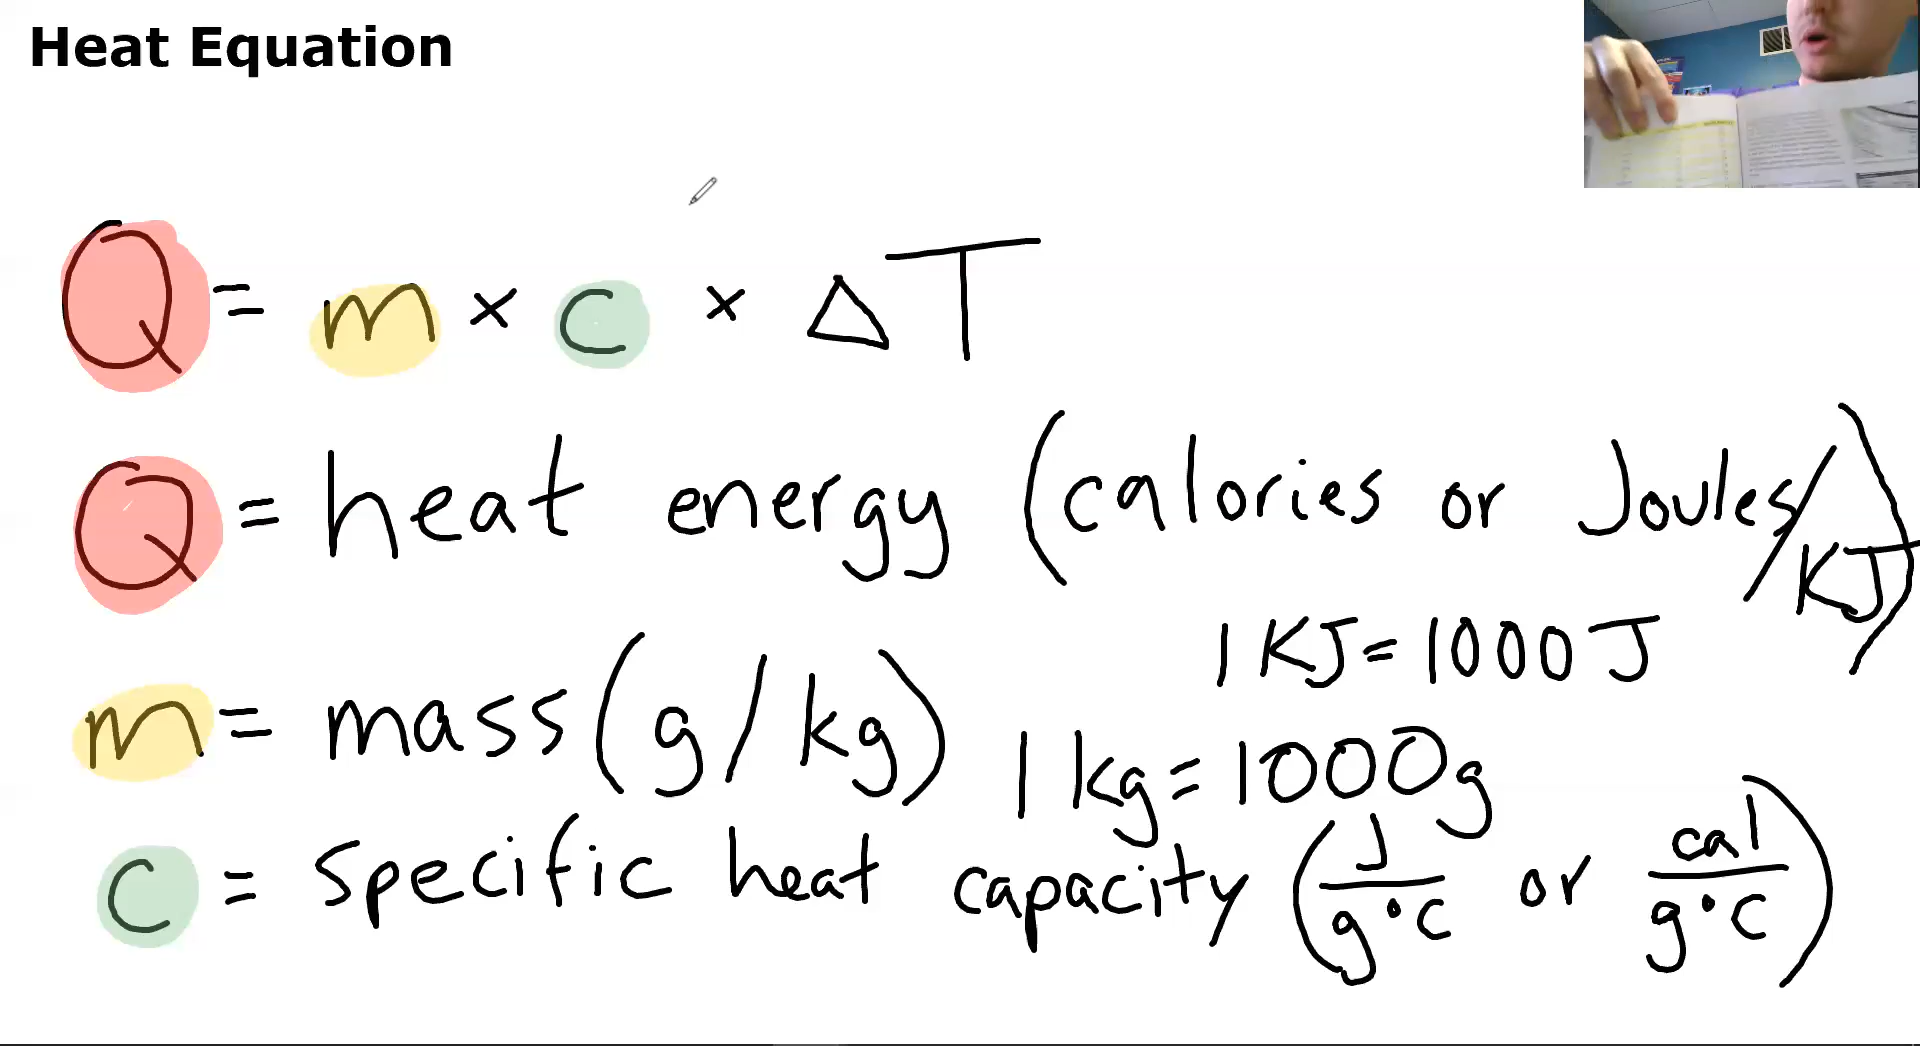 Heat Equation
Q = m × c × ΔT
Q = heat energy (calories or Joules/KJ)
1 KJ = 1000 J
m = mass (g/kg) 1 kg = 1000g
c = specific heat capacity (J/g°C or cal/g°C)